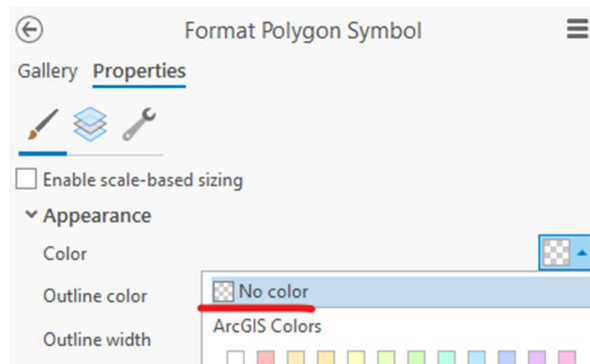 Format Polygon Symbol
Gallery Properties
Enable scale-based sizing
Appearance
Color
No color
Outline color
ArcGIS Colors
Outline width